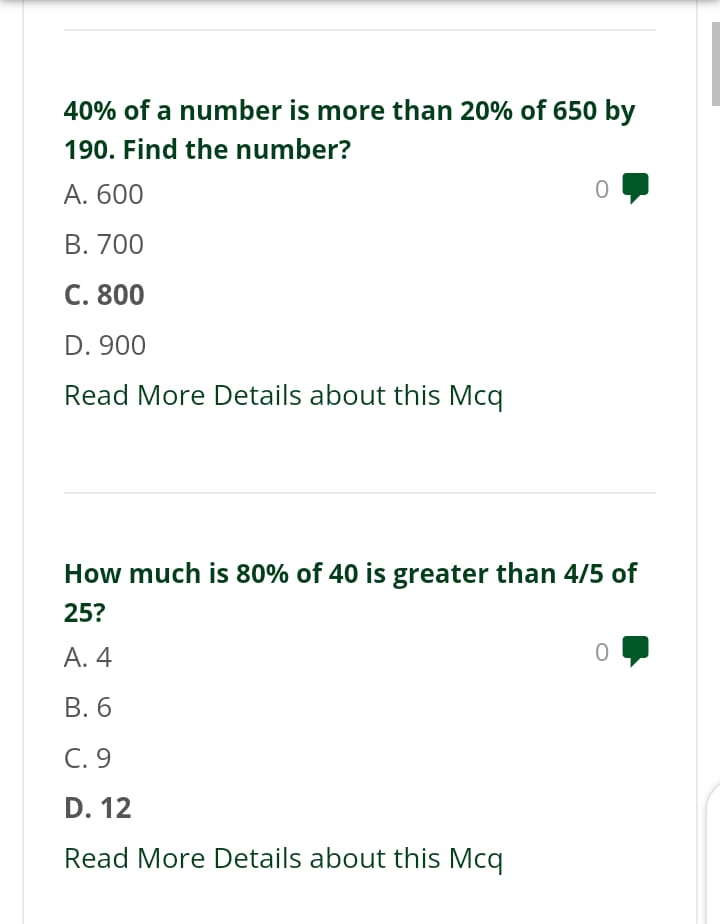 40% of a number is more than 20% of 650 by
190. Find the number?
A. 600
0
B. 700
C. 800
D. 900
Read More Details about this Mcq
How much is 80% of 40 is greater than 4/5 of
25?
A. 4
0
B. 6
C. 9
D. 12
Read More Details about this Mcq